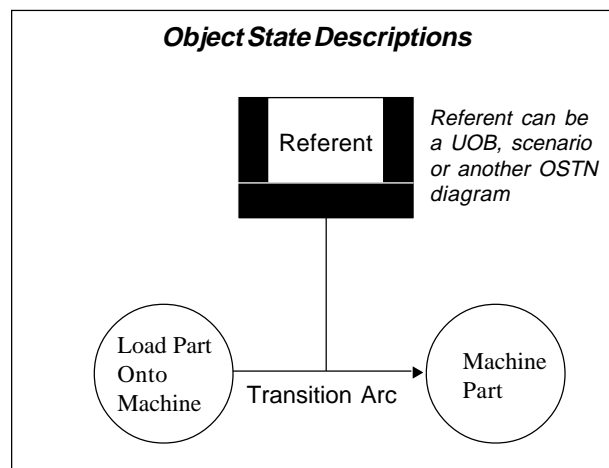 Object State Descriptions
Referent
Referent can be
a UOB, scenario
or another OSTN
diagram
Load Part
Onto
Machine
Transition Arc
Machine
Part